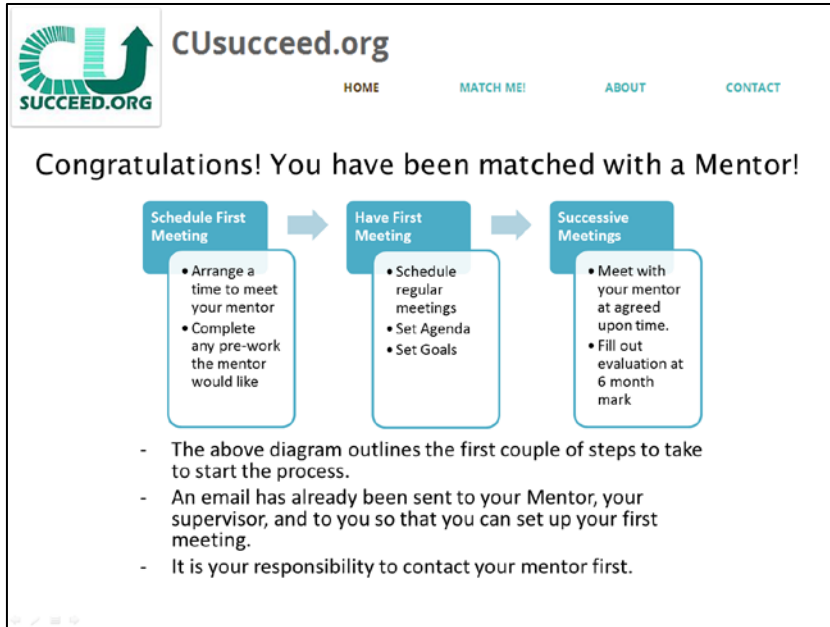 CU
SUCCEED.ORG
CUsucceed.org
HOME MATCH ME! ABOUT CONTACT
Congratulations! You have been matched with a Mentor!
Schedule First
Meeting
• Arrange a
time to meet
your mentor
• Complete
any pre-work
the mentor
would like
Have First
Meeting
• Schedule
regular
meetings
• Set Agenda
• Set Goals
Successive
Meetings
• Meet with
your mentor
at agreed
upon time.
• Fill out
evaluation at
6 month
mark
- The above diagram outlines the first couple of steps to take
to start the process.
- An email has already been sent to your Mentor, your
supervisor, and to you so that you can set up your first
meeting.
- It is your responsibility to contact your mentor first.